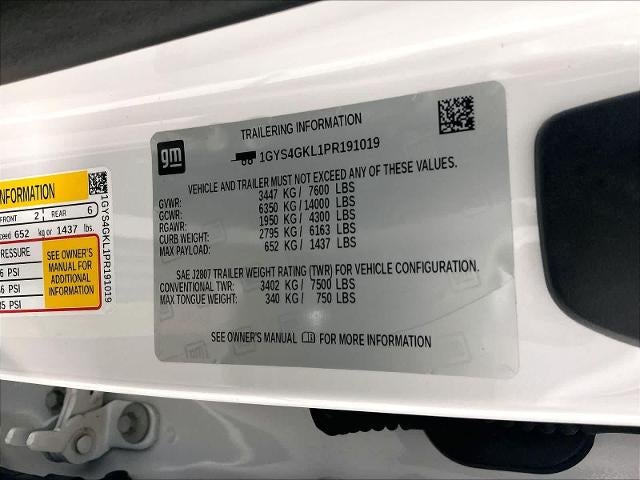 gm
TRAILERING INFORMATION
1GYS4GKL1PR191019
VEHICLE AND TRAILER MUST NOT EXCEED ANY OF THESE VALUES.
GVWR: 3447 KG / 7600 LBS
GCWR: 6350 KG / 14000 LBS
RGAWR: 1950 KG / 4300 LBS
CURB WEIGHT: 2795 KG / 6163 LBS
MAX PAYLOAD: 652 KG / 1437 LBS
SAE J2807 TRAILER WEIGHT RATING (TWR) FOR VEHICLE CONFIGURATION.
CONVENTIONAL TWR: 3402 KG / 7500 LBS
MAX TONGUE WEIGHT: 340 KG / 750 LBS
SEE OWNER'S MANUAL FOR MORE INFORMATION
INFORMATION
FRONT 2 REAR 6
652 kg or 1437 lbs.
PRESSURE
PSI
PSI
PSI
SEE OWNER'S
MANUAL FOR
ADDITIONAL
INFORMATION
1GYS4GKL1PR191019